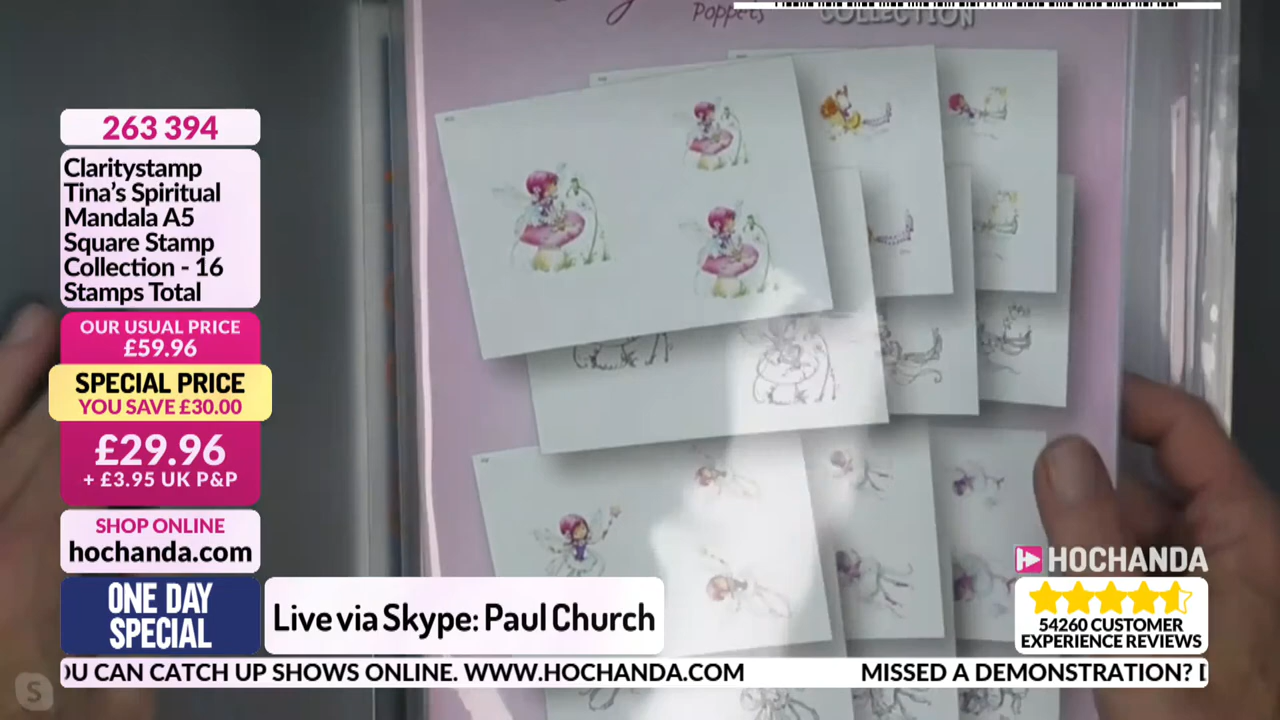 Poppets
COLLECTION
263 394
Claritystamp
Tina's Spiritual
Mandala A5
Square Stamp
Collection - 16
Stamps Total
OUR USUAL PRICE
£59.96
SPECIAL PRICE
YOU SAVE £30.00
£29.96
+ £3.95 UK P&P
SHOP ONLINE
hochanda.com
ONE DAY
SPECIAL
Live via Skype: Paul Church
HOCHANDA
54260 CUSTOMER
EXPERIENCE REVIEWS
OU CAN CATCH UP SHOWS ONLINE. WWW.HOCHANDA.COM MISSED A DEMONSTRATION?
S